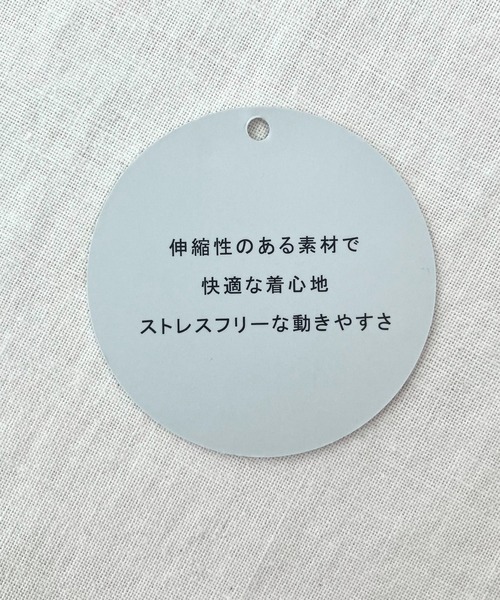 伸縮性のある素材で
快適な着心地
ストレスフリーな動きやすさ